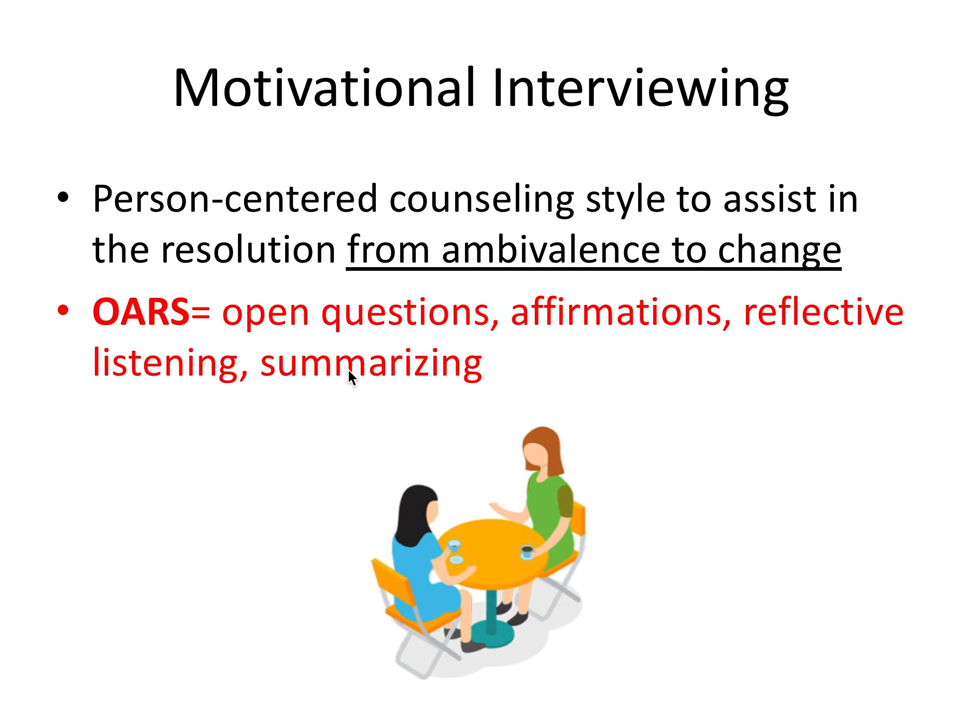 Motivational Interviewing
• Person-centered counseling style to assist in
the resolution from ambivalence to change
• OARS= open questions, affirmations, reflective
listening, summarizing